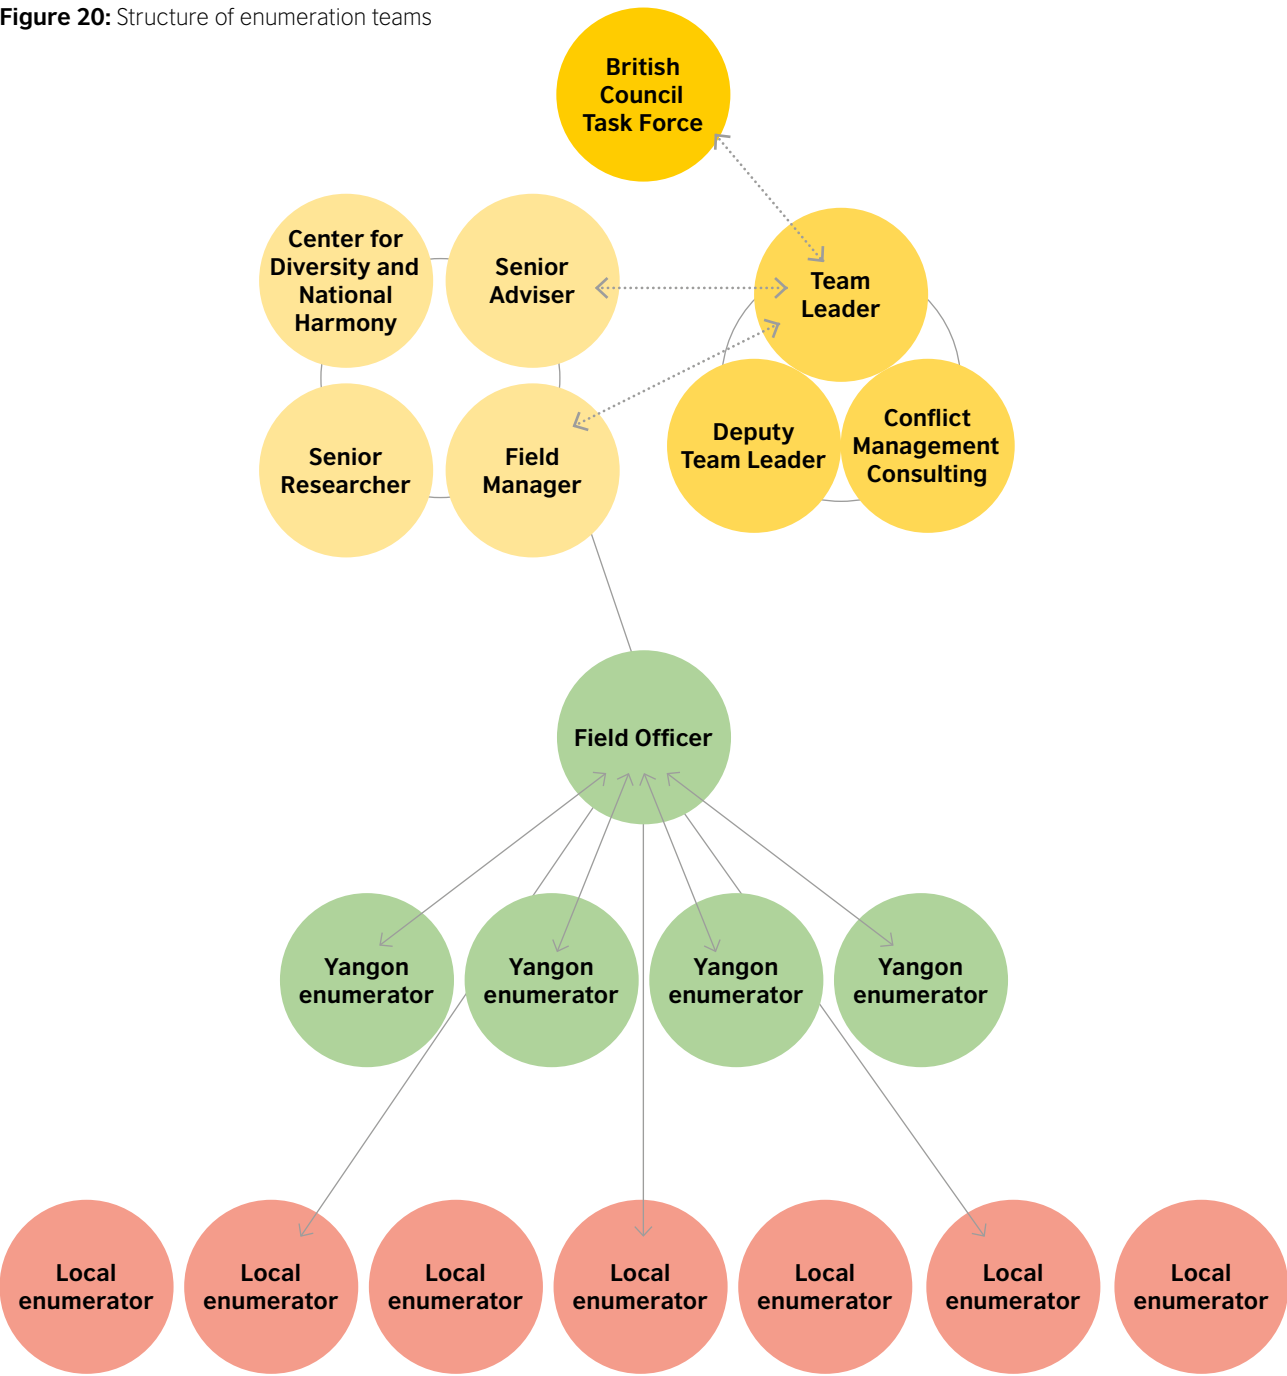 Figure 20: Structure of enumeration teams
British
Council
Task Force
Center for
Diversity and
National
Harmony
Senior
Adviser
Team
Leader
Senior
Researcher
Field
Manager
Deputy
Team Leader
Conflict
Management
Consulting
Field Officer
Yangon
enumerator
Yangon
enumerator
Yangon
enumerator
Yangon
enumerator
Local
enumerator
Local
enumerator
Local
enumerator
Local
enumerator
Local
enumerator
Local
enumerator
Local
enumerator